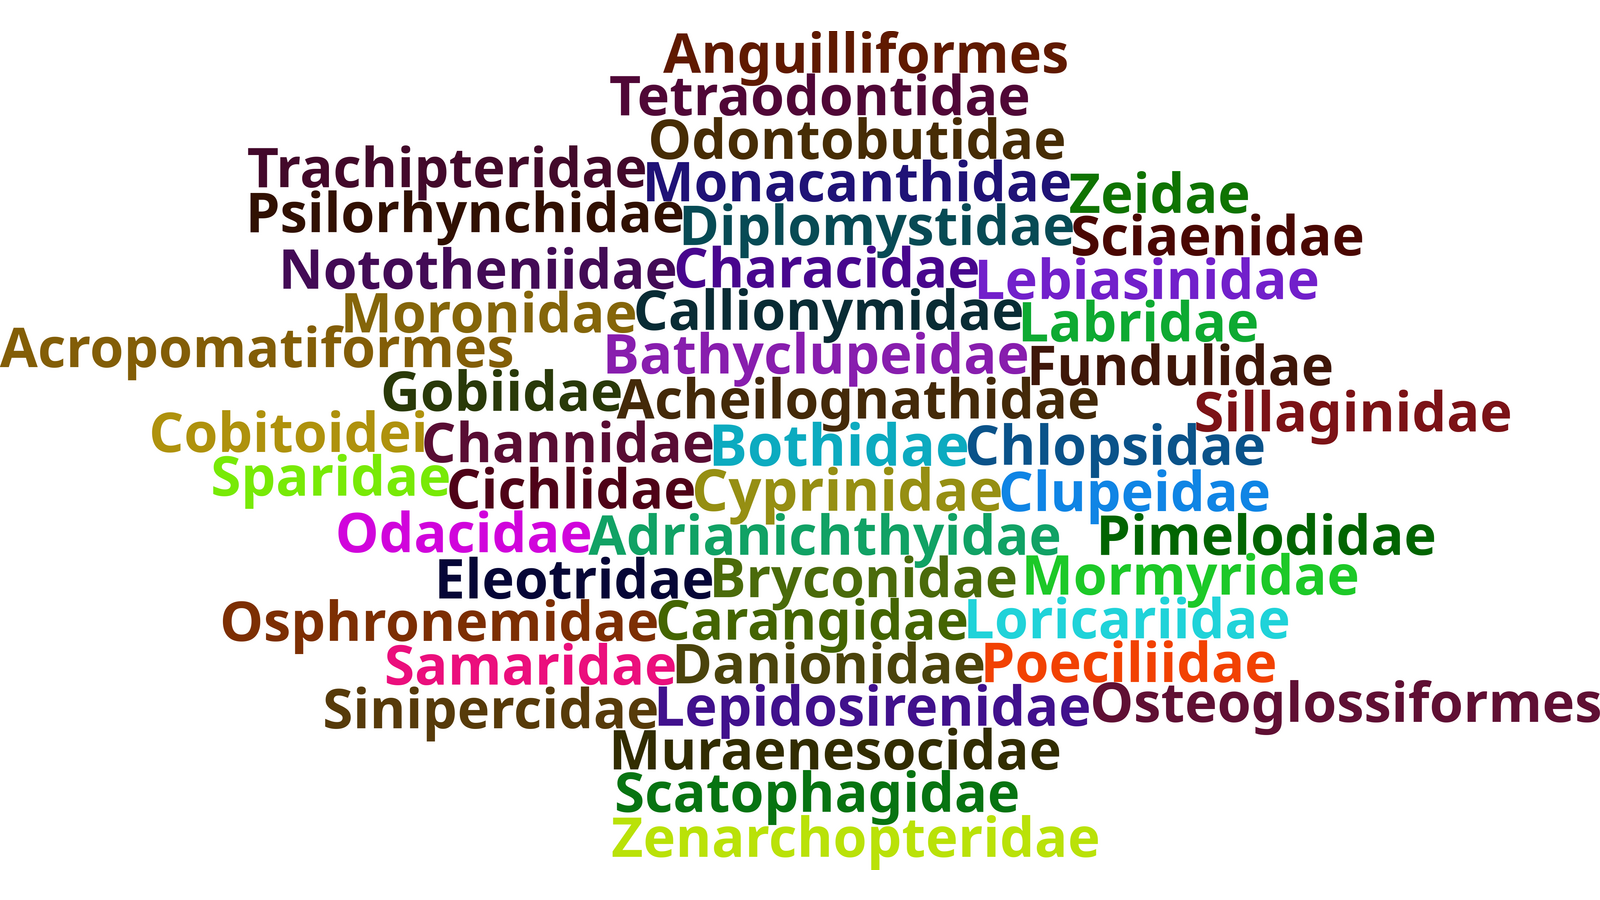 Anguilliformes
Tetraodontidae
Odontobutidae
Trachipteridae Monacanthidae Zeidae
Psilorhynchidae Diplomystidae Sciaenidae
Nototheniidae Characidae Lebiasinidae
Moronidae Callionymidae Labridae
Acropomatiformes Bathyclupeidae Fundulidae
Gobiidae Acheilognathidae Sillaginidae
Cobitoidei Channidae Bothidae Chlopsidae
Sparidae Cichlidae Cyprinidae Clupeidae
Odacidae Adrianichthyidae Pimelodidae
Eleotridae Bryconidae Mormyridae
Osphronemidae Carangidae Loricariidae
Samaridae Danionidae Poeciliidae
Sinipercidae Lepidosirenidae Osteoglossiformes
Muraenesocidae
Scatophagidae
Zenarchopteridae